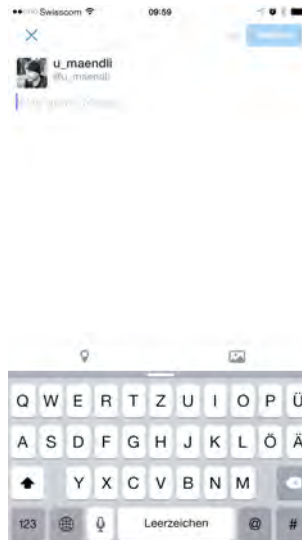 Swisscom 09:59
u_maendli
@u_maendli
Q W E R T Z U I O P Ü
A S D F G H J K L Ö Ä
Y X C V B N M
123 Leerzeichen @ #